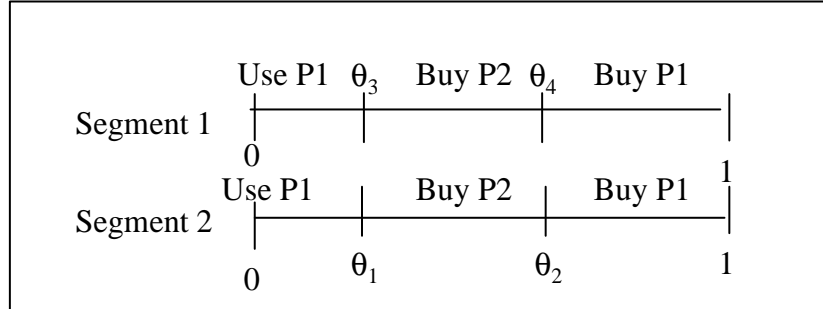 Use P1 θ3 Buy P2 θ4 Buy P1
Segment 1
0 1
Use P1 Buy P2 Buy P1
Segment 2
0 θ1 θ2 1